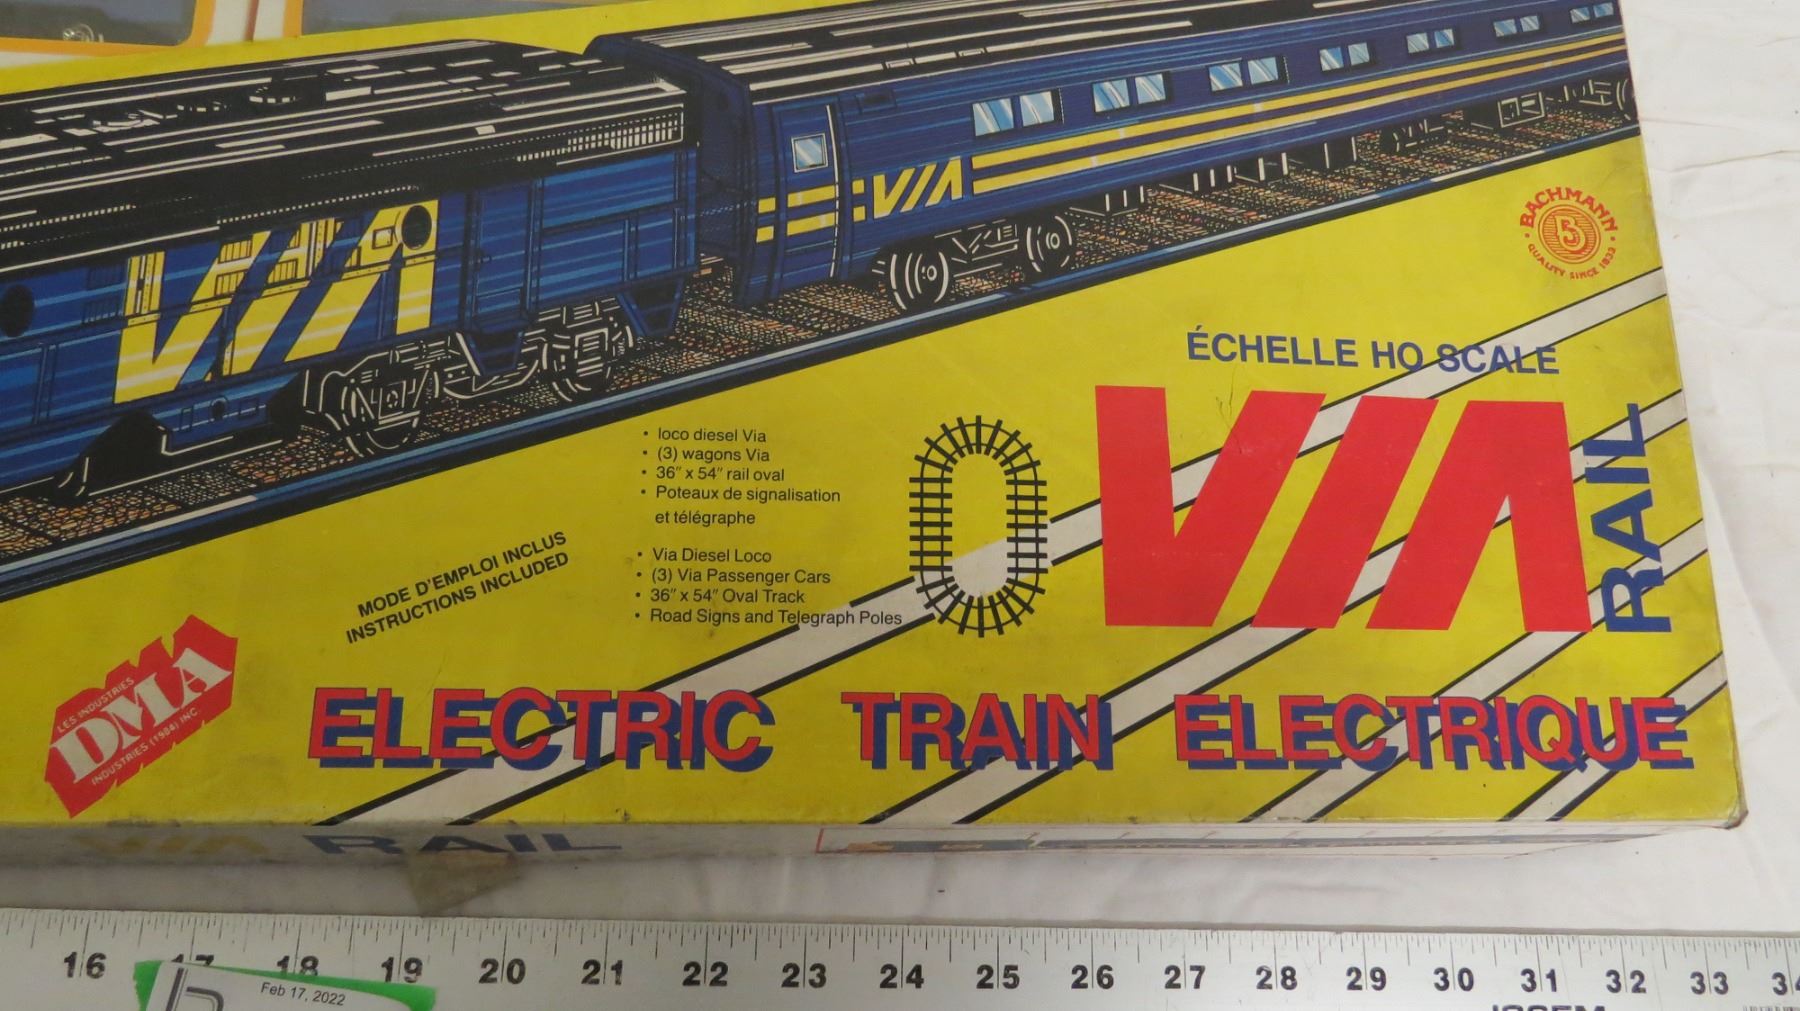 VIA
VIA
BACHMANN
QUALITY SINCE 1833
ÉCHELLE HO SCALE
VIA RAIL
• loco diesel Via
• (3) wagons Via
• 36" x 54" rail oval
• Poteaux de signalisation
et télégraphe
• Via Diesel Loco
• (3) Via Passenger Cars
• 36" x 54" Oval Track
• Road Signs and Telegraph Poles
MODE D'EMPLOI INCLUS
INSTRUCTIONS INCLUDED
LES INDUSTRIES
DMA
INDUSTRIES (1984) INC.
ELECTRIC TRAIN ELECTRIQUE
VIA RAIL
16 17 18 19 20 21 22 23 24 25 26 27 28 29 30 31 32 33 34
Feb 17, 2022